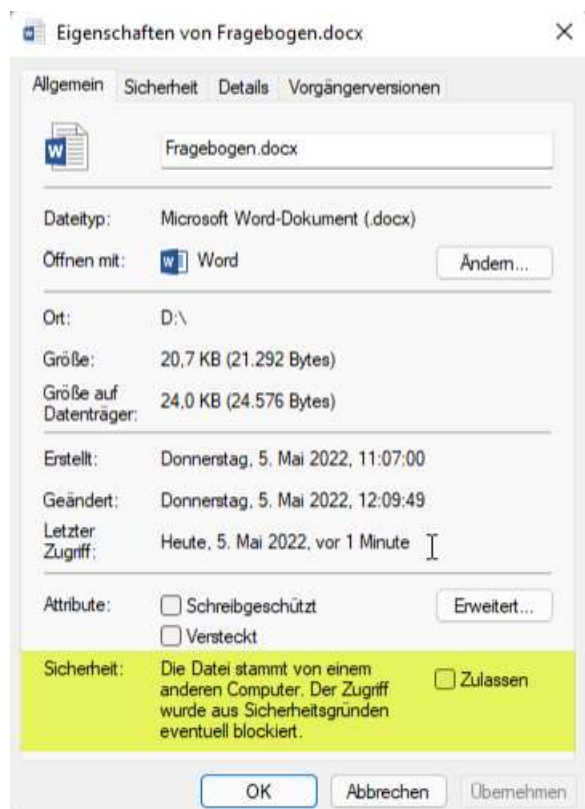 Eigenschaften von Fragebogen.docx
Allgemein Sicherheit Details Vorgängerversionen
Fragebogen.docx
Dateityp: Microsoft Word-Dokument (.docx)
Öffnen mit: Word Ändern...
Ort: D:\
Größe: 20,7 KB (21.292 Bytes)
Größe auf
Datenträger: 24,0 KB (24.576 Bytes)
Erstellt: Donnerstag, 5. Mai 2022, 11:07:00
Geändert: Donnerstag, 5. Mai 2022, 12:09:49
Letzter
Zugriff: Heute, 5. Mai 2022, vor 1 Minute
Attribute: Schreibgeschützt Erweitert...
Versteckt
Sicherheit: Die Datei stammt von einem
anderen Computer. Der Zugriff Zulassen
wurde aus Sicherheitsgründen
eventuell blockiert.
OK Abbrechen Übernehmen